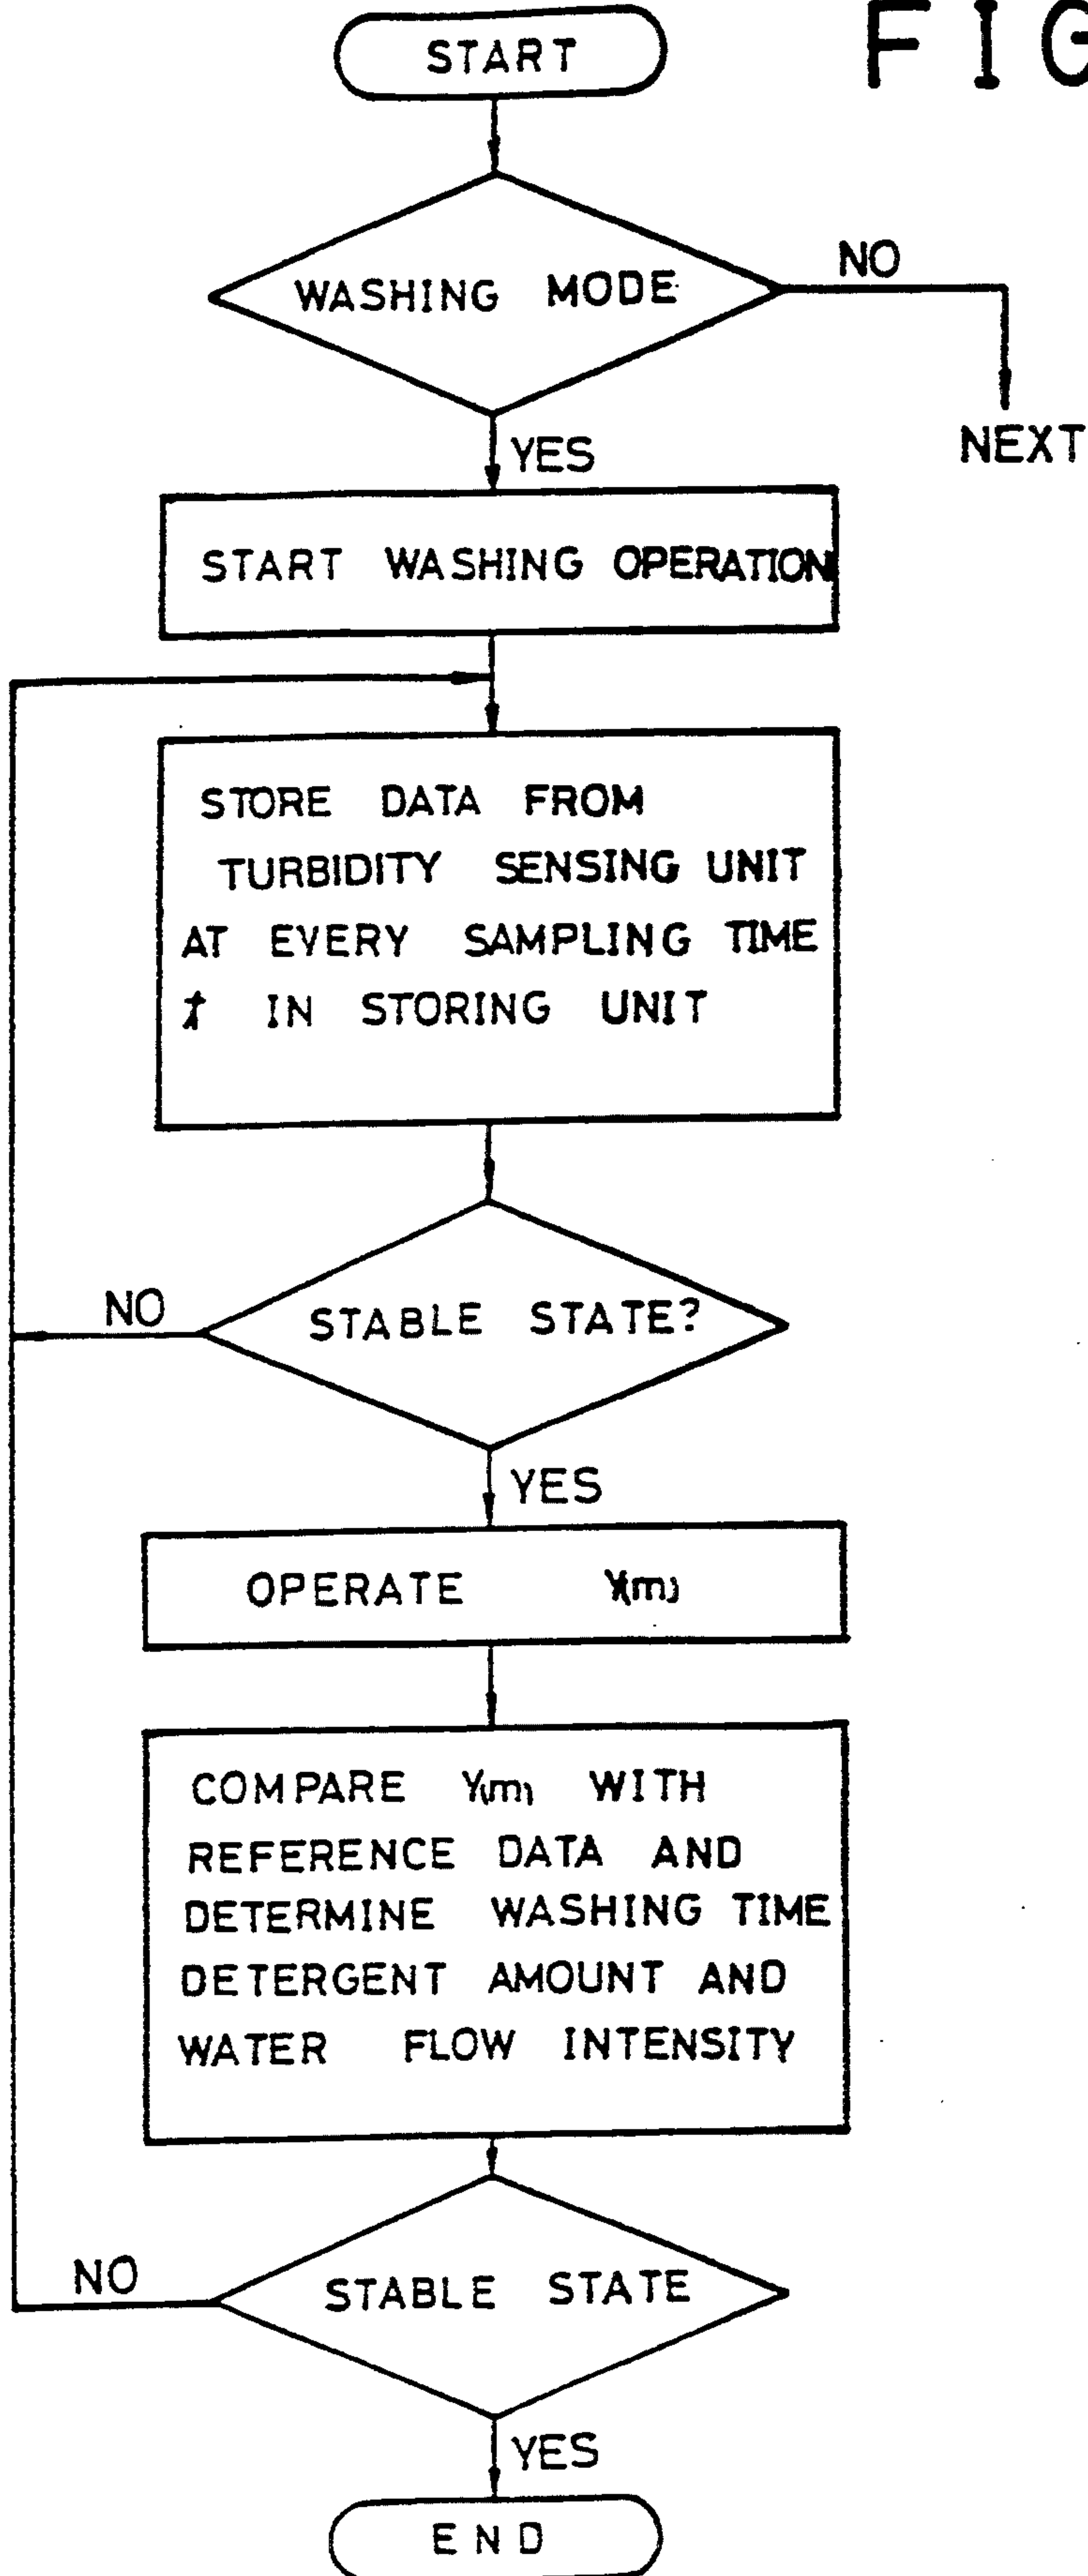 FIG
START
WASHING MODE
NO
NEXT
YES
START WASHING OPERATION
STORE DATA FROM
TURBIDITY SENSING UNIT
AT EVERY SAMPLING TIME
t IN STORING UNIT
STABLE STATE?
NO
YES
OPERATE Y(m)
COMPARE Y(m) WITH
REFERENCE DATA AND
DETERMINE WASHING TIME
DETERGENT AMOUNT AND
WATER FLOW INTENSITY
STABLE STATE
NO
YES
END